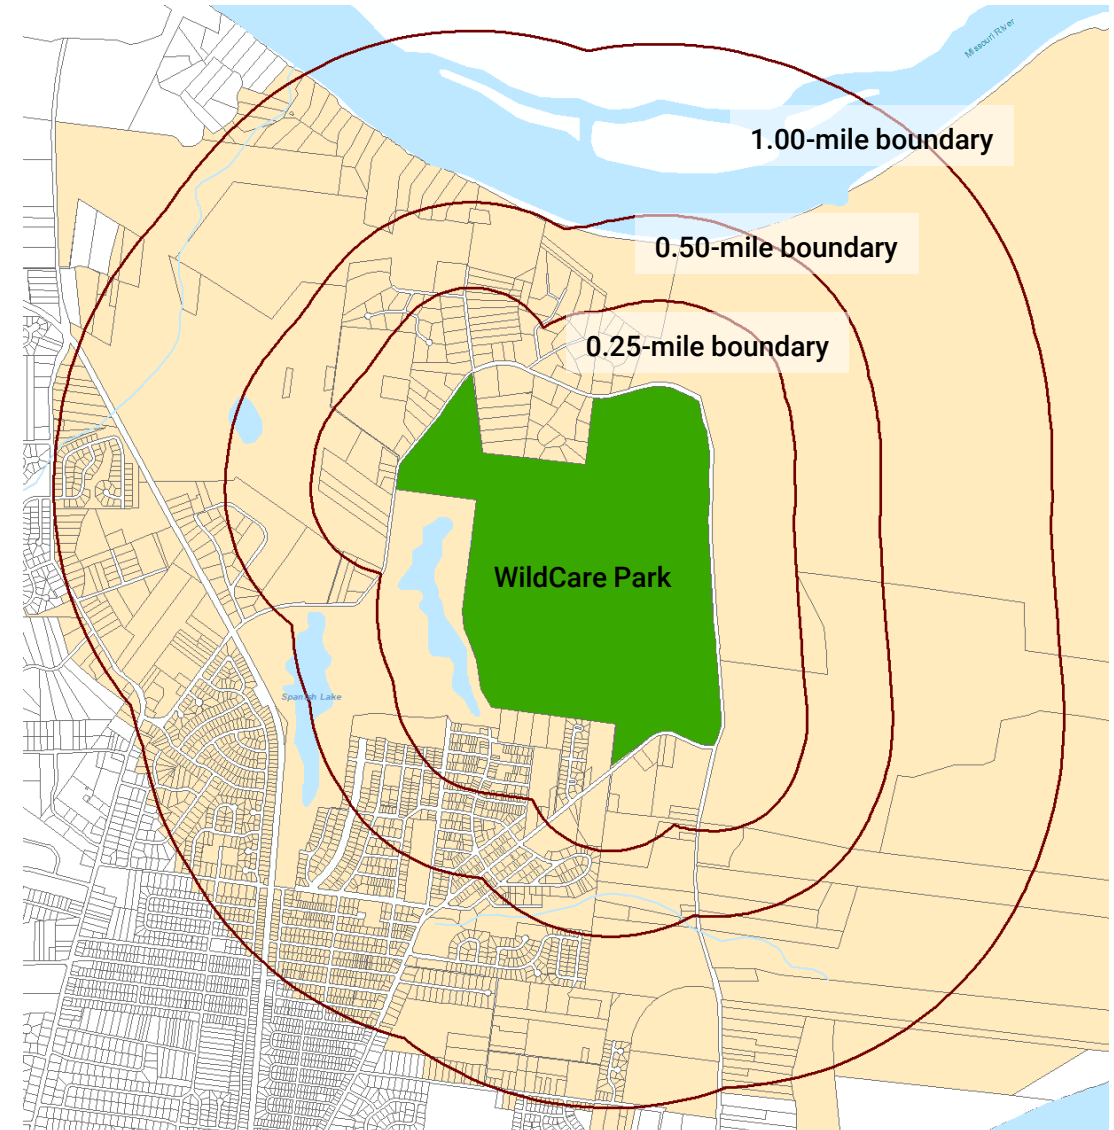 Missouri River
1.00-mile boundary
0.50-mile boundary
0.25-mile boundary
WildCare Park
Spanish Lake